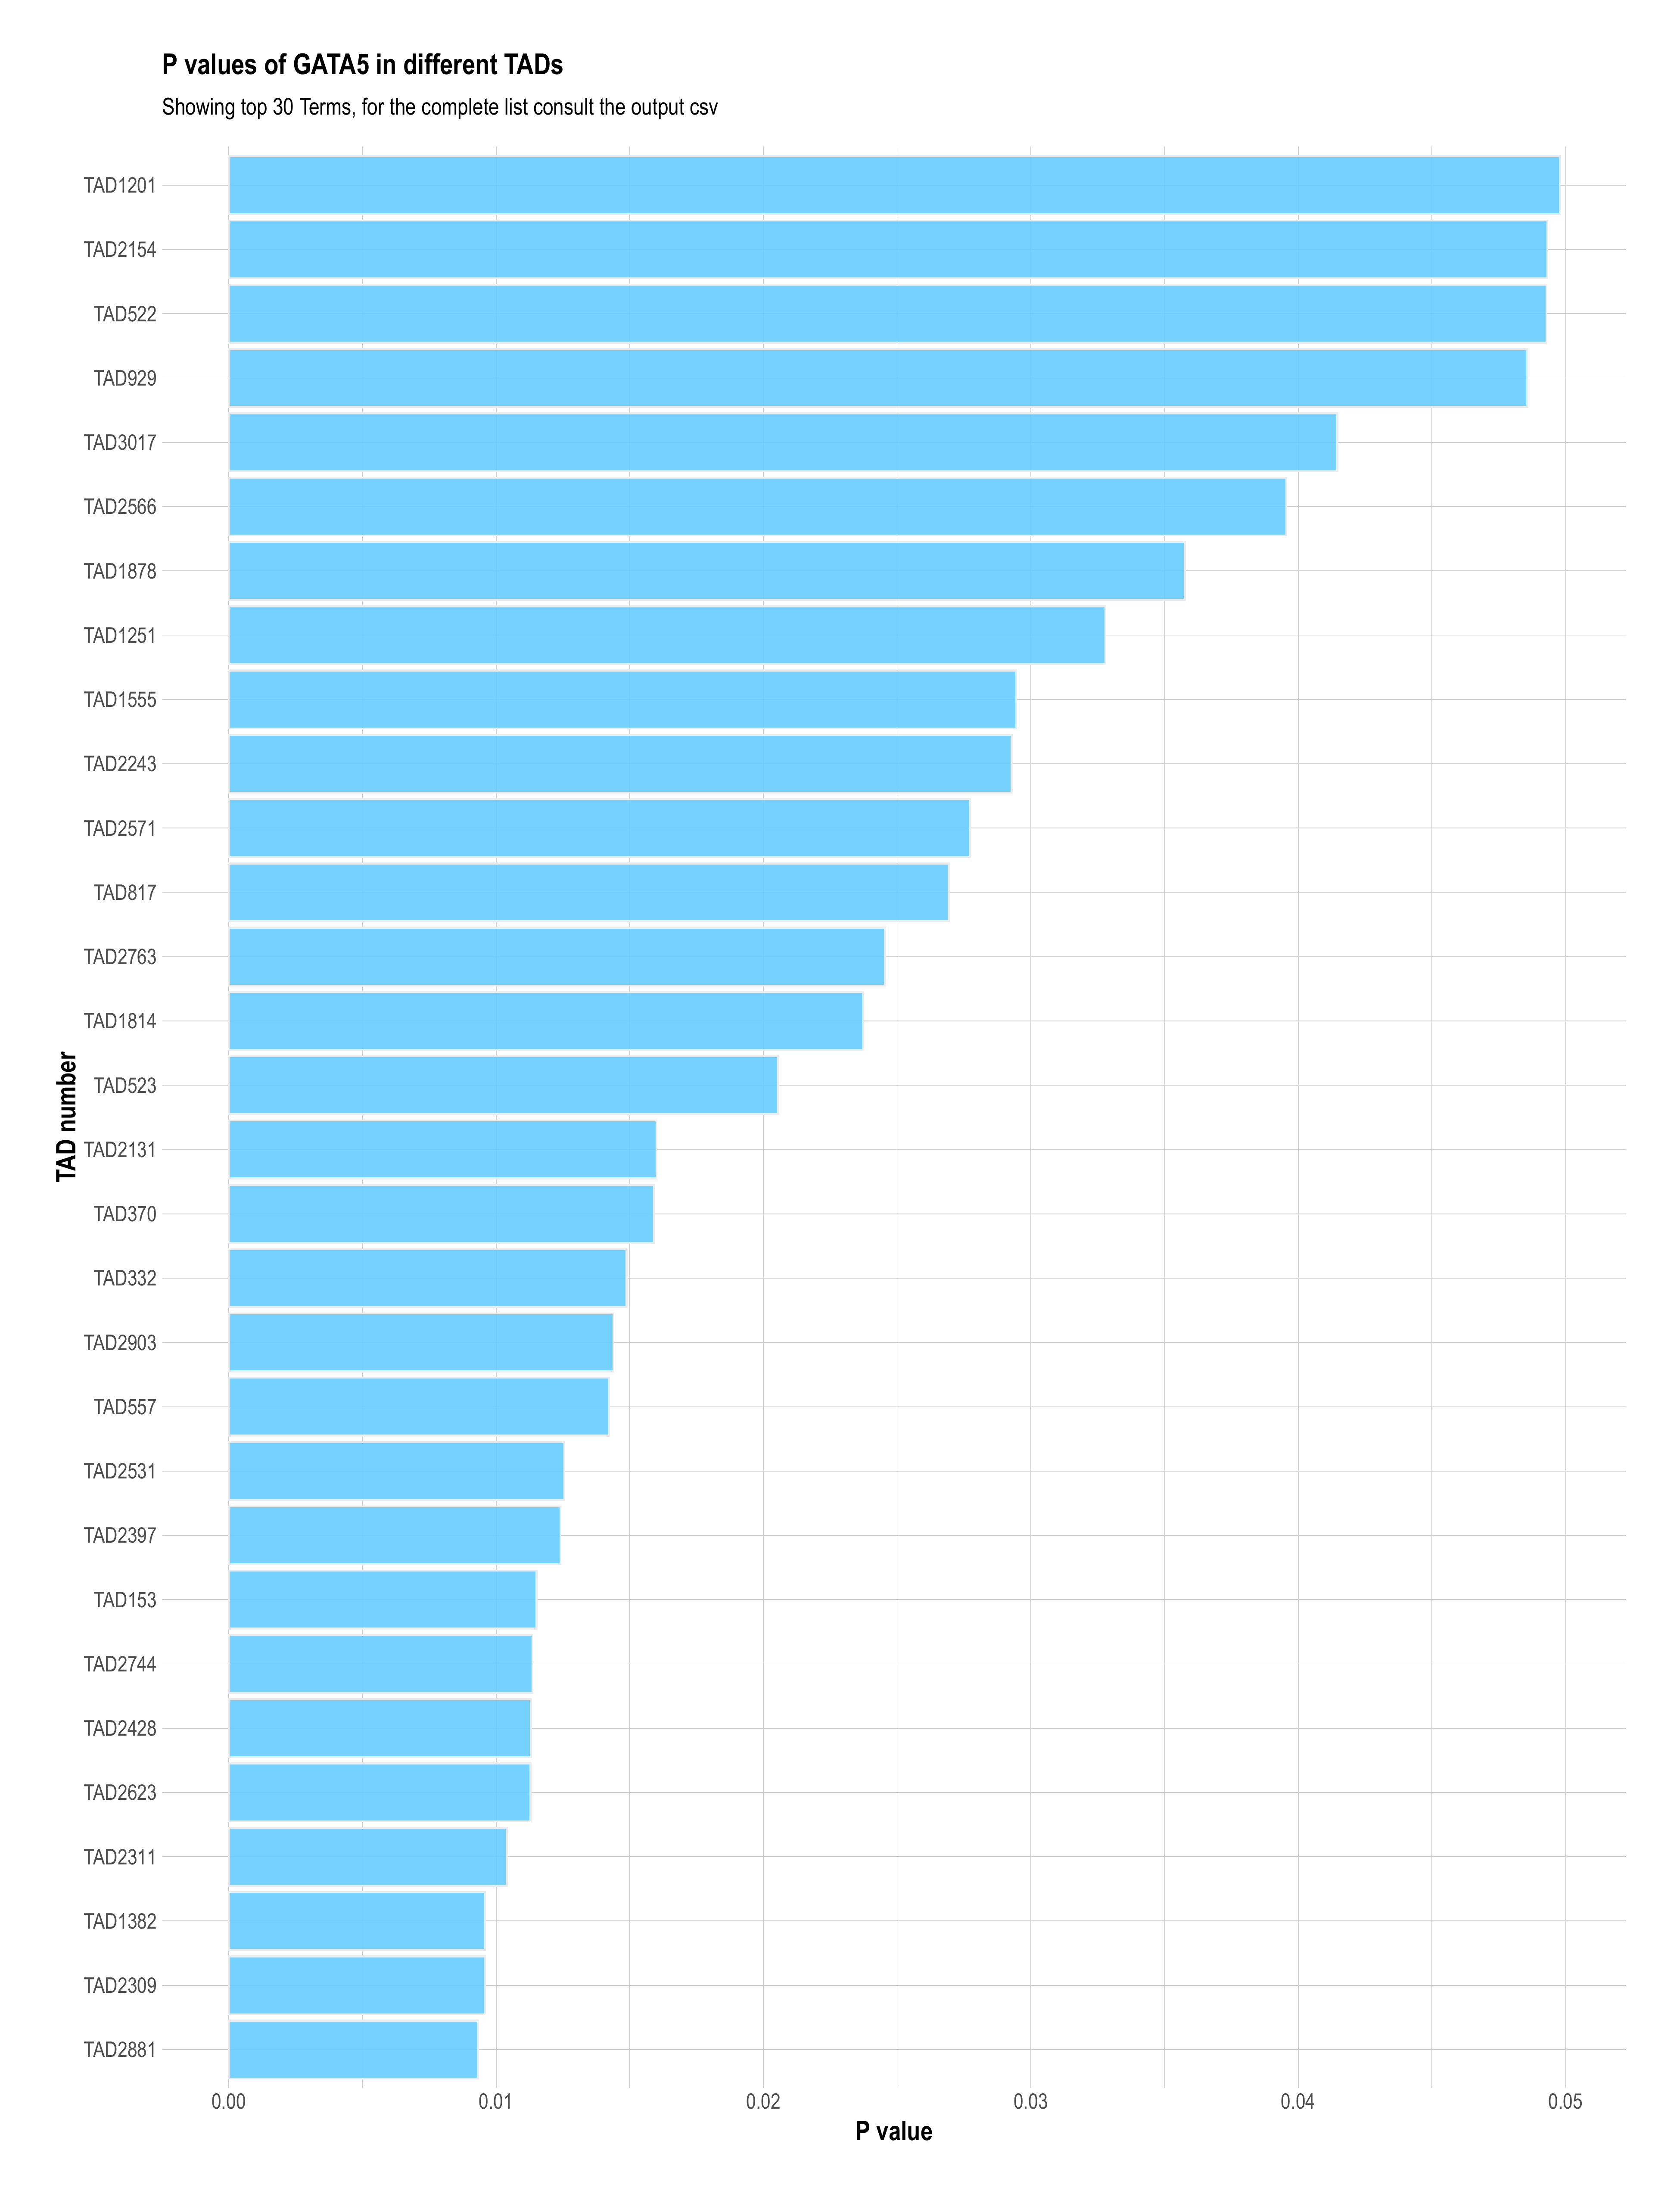 P values of GATA5 in different TADs
Showing top 30 Terms, for the complete list consult the output csv
TAD1201
TAD2154
TAD522
TAD929
TAD3017
TAD2566
TAD1878
TAD1251
TAD1555
TAD2243
TAD2571
TAD817
TAD2763
TAD1814
TAD523
TAD2131
TAD370
TAD332
TAD2903
TAD557
TAD2531
TAD2397
TAD153
TAD2744
TAD2428
TAD2623
TAD2311
TAD1382
TAD2309
TAD2881
TAD number
0.00 0.01 0.02 0.03 0.04 0.05
P value